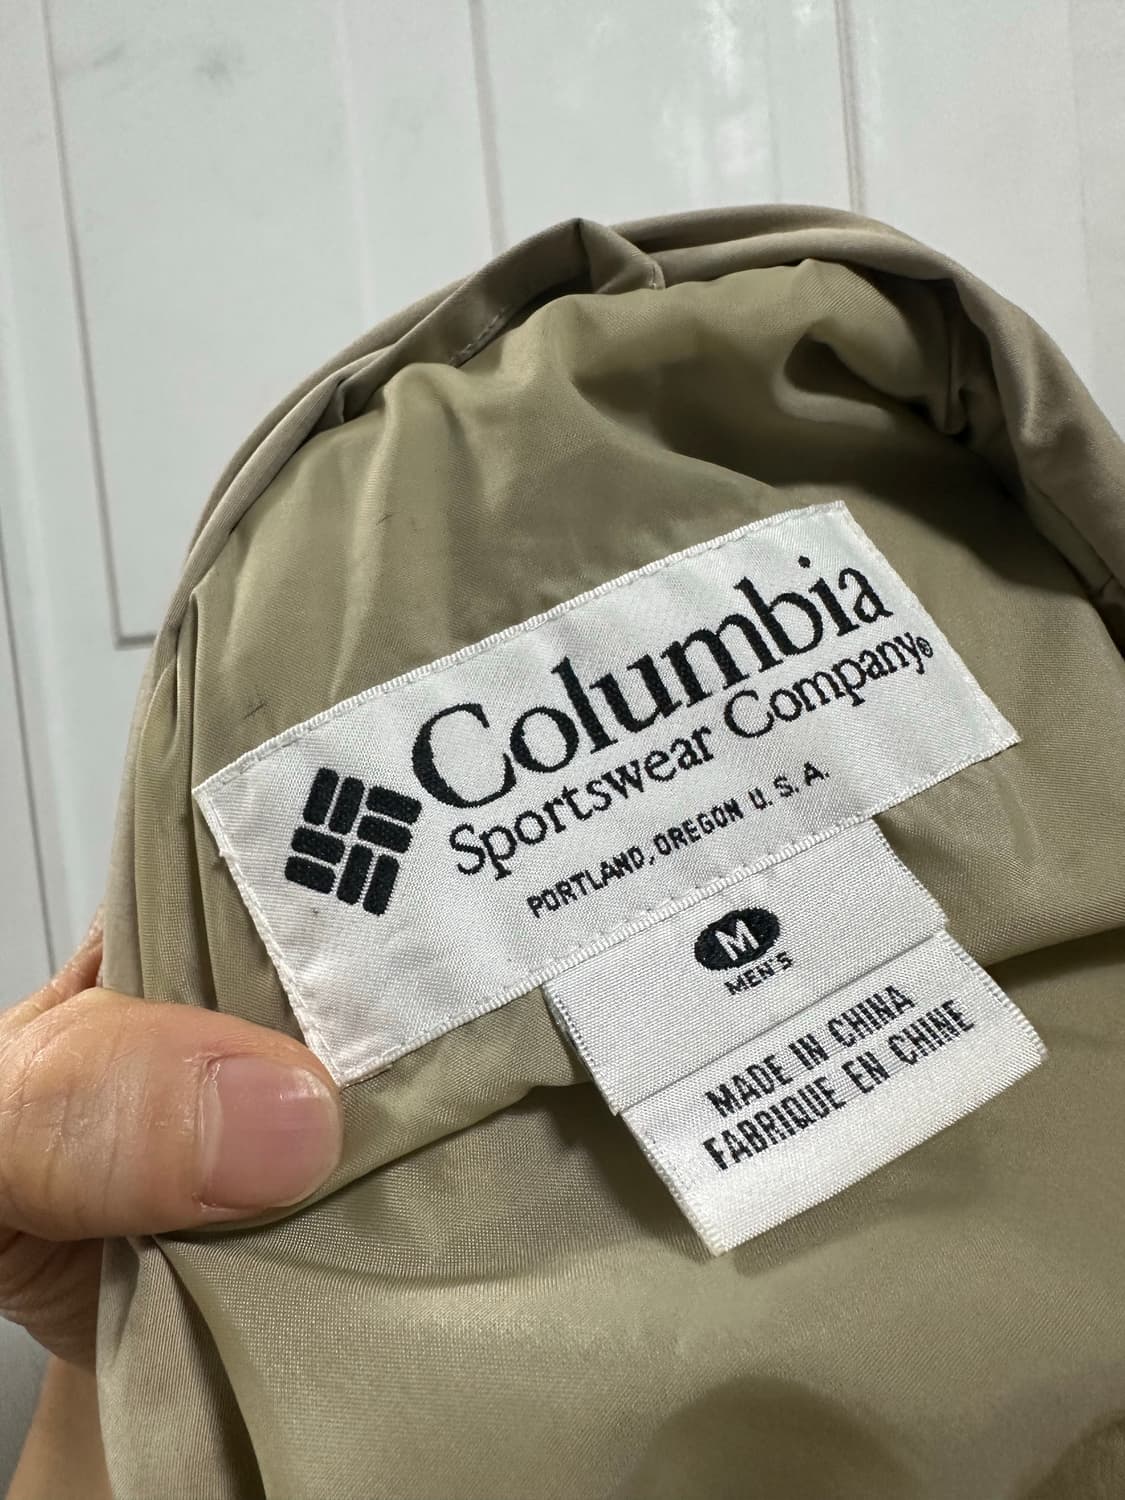 Columbia
Sportswear Company®
PORTLAND, OREGON U.S.A.
M
MEN'S
MADE IN CHINA
FABRIQUE EN CHINE